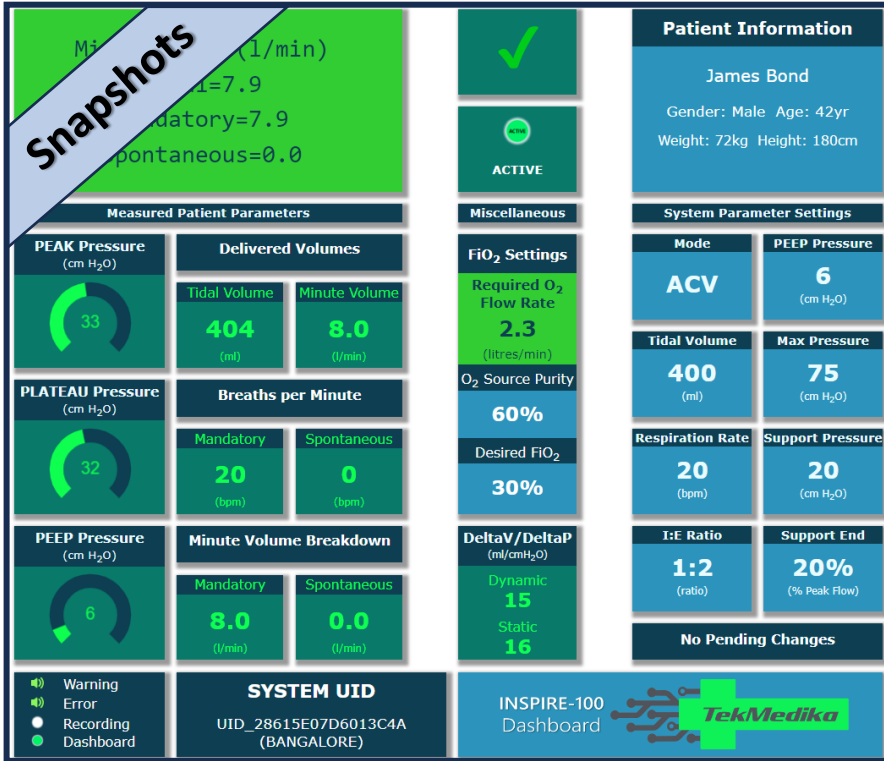 Snapshots
(l/min)
=7.9
datory=7.9
pontaneous=0.0
ACTIVE
ACTIVE
Patient Information
James Bond
Gender: Male Age: 42yr
Weight: 72kg Height: 180cm
Measured Patient Parameters
Miscellaneous
System Parameter Settings
PEAK Pressure
(cm H₂O)
33
Delivered Volumes
Tidal Volume
404
(ml)
Minute Volume
8.0
(l/min)
PLATEAU Pressure
(cm H₂O)
32
Breaths per Minute
Mandatory
20
(bpm)
Spontaneous
0
(bpm)
PEEP Pressure
(cm H₂O)
6
Minute Volume Breakdown
Mandatory
8.0
(l/min)
Spontaneous
0.0
(l/min)
FiO₂ Settings
Required O₂
Flow Rate
2.3
(litres/min)
O₂ Source Purity
60%
Desired FiO₂
30%
DeltaV/DeltaP
(ml/cmH₂O)
Dynamic
15
Static
16
Mode
ACV
PEEP Pressure
6
(cm H₂O)
Tidal Volume
400
(ml)
Max Pressure
75
(cm H₂O)
Respiration Rate
20
(bpm)
Support Pressure
20
(cm H₂O)
I:E Ratio
1:2
(ratio)
Support End
20%
(% Peak Flow)
No Pending Changes
Warning
Error
Recording
Dashboard
SYSTEM UID
UID_28615E07D6013C4A
(BANGALORE)
INSPIRE-100
Dashboard
TekMedika